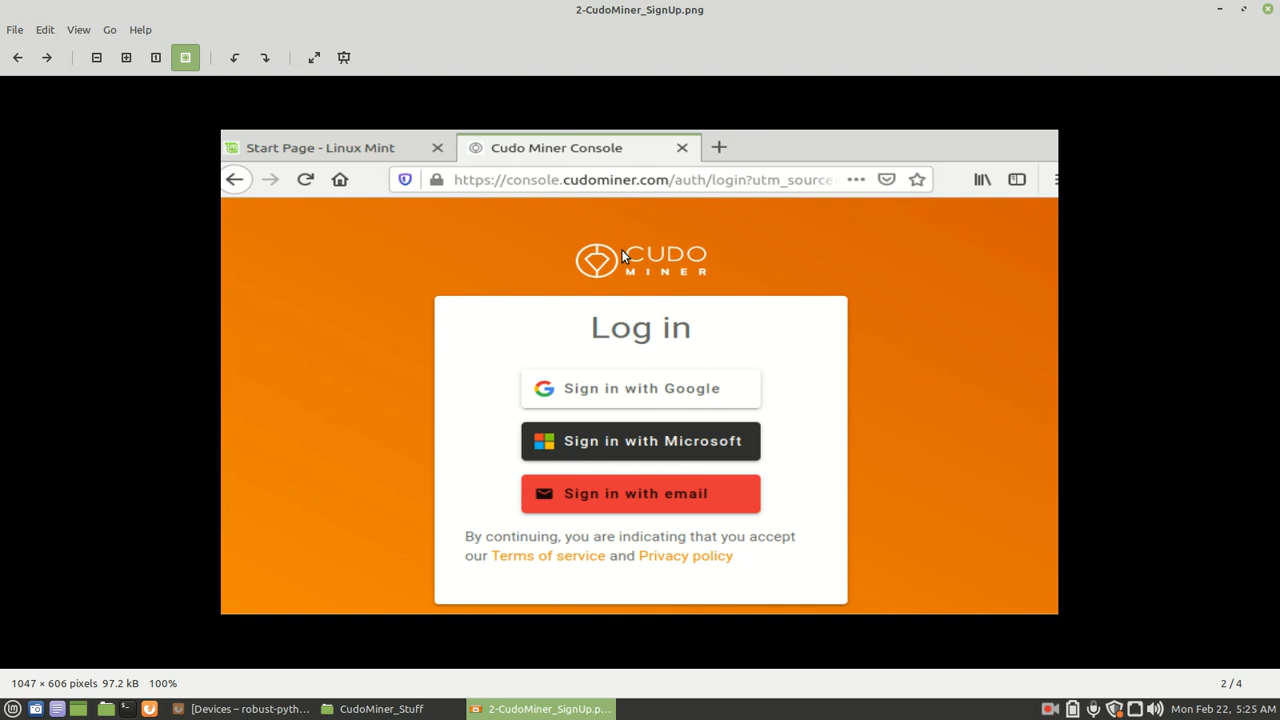 2-CudoMiner_SignUp.png
File Edit View Go Help
Start Page - Linux Mint
Cudo Miner Console
https://console.cudominer.com/auth/login?utm_source
CUDO
MINER
Log in
Sign in with Google
Sign in with Microsoft
Sign in with email
By continuing, you are indicating that you accept
our Terms of service and Privacy policy
1047 × 606 pixels 97.2 kB 100%
2 / 4
[Devices – robust-pyth...
CudoMiner_Stuff
2-CudoMiner_SignUp.p...
Mon Feb 22, 5:25 AM